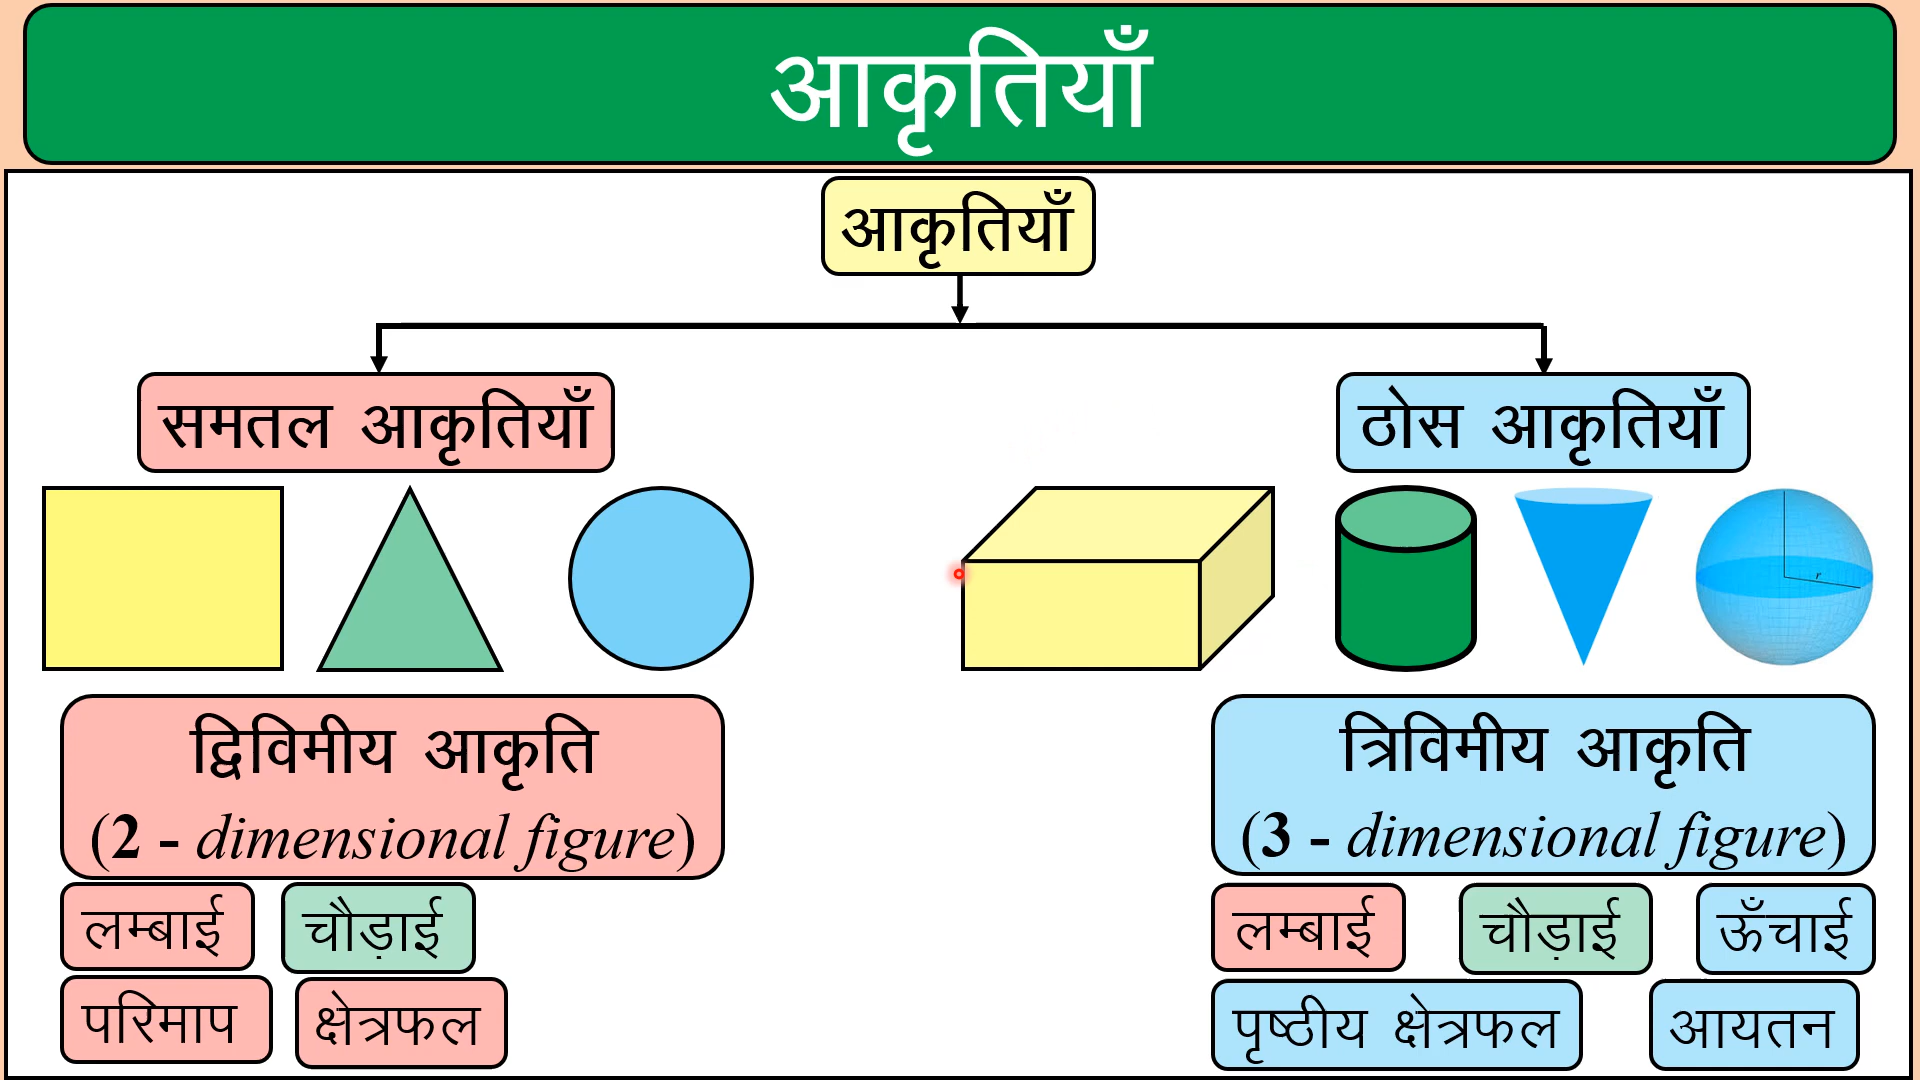 आकृतियाँ
आकृतियाँ
समतल आकृतियाँ
ठोस आकृतियाँ
r
द्विविमीय आकृति
(2 - dimensional figure)
त्रिविमीय आकृति
(3 - dimensional figure)
लम्बाई चौड़ाई
लम्बाई चौड़ाई ऊँचाई
परिमाप क्षेत्रफल
पृष्ठीय क्षेत्रफल आयतन